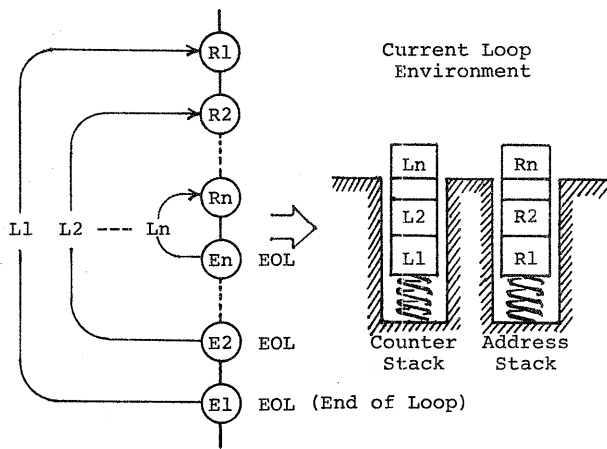 R1
Current Loop
Environment
R2
Ln
Rn
Rn
L2
R2
L1
L2
Ln
En
EOL
L1
R1
E2
EOL
Counter
Stack
Address
Stack
E1
EOL (End of Loop)